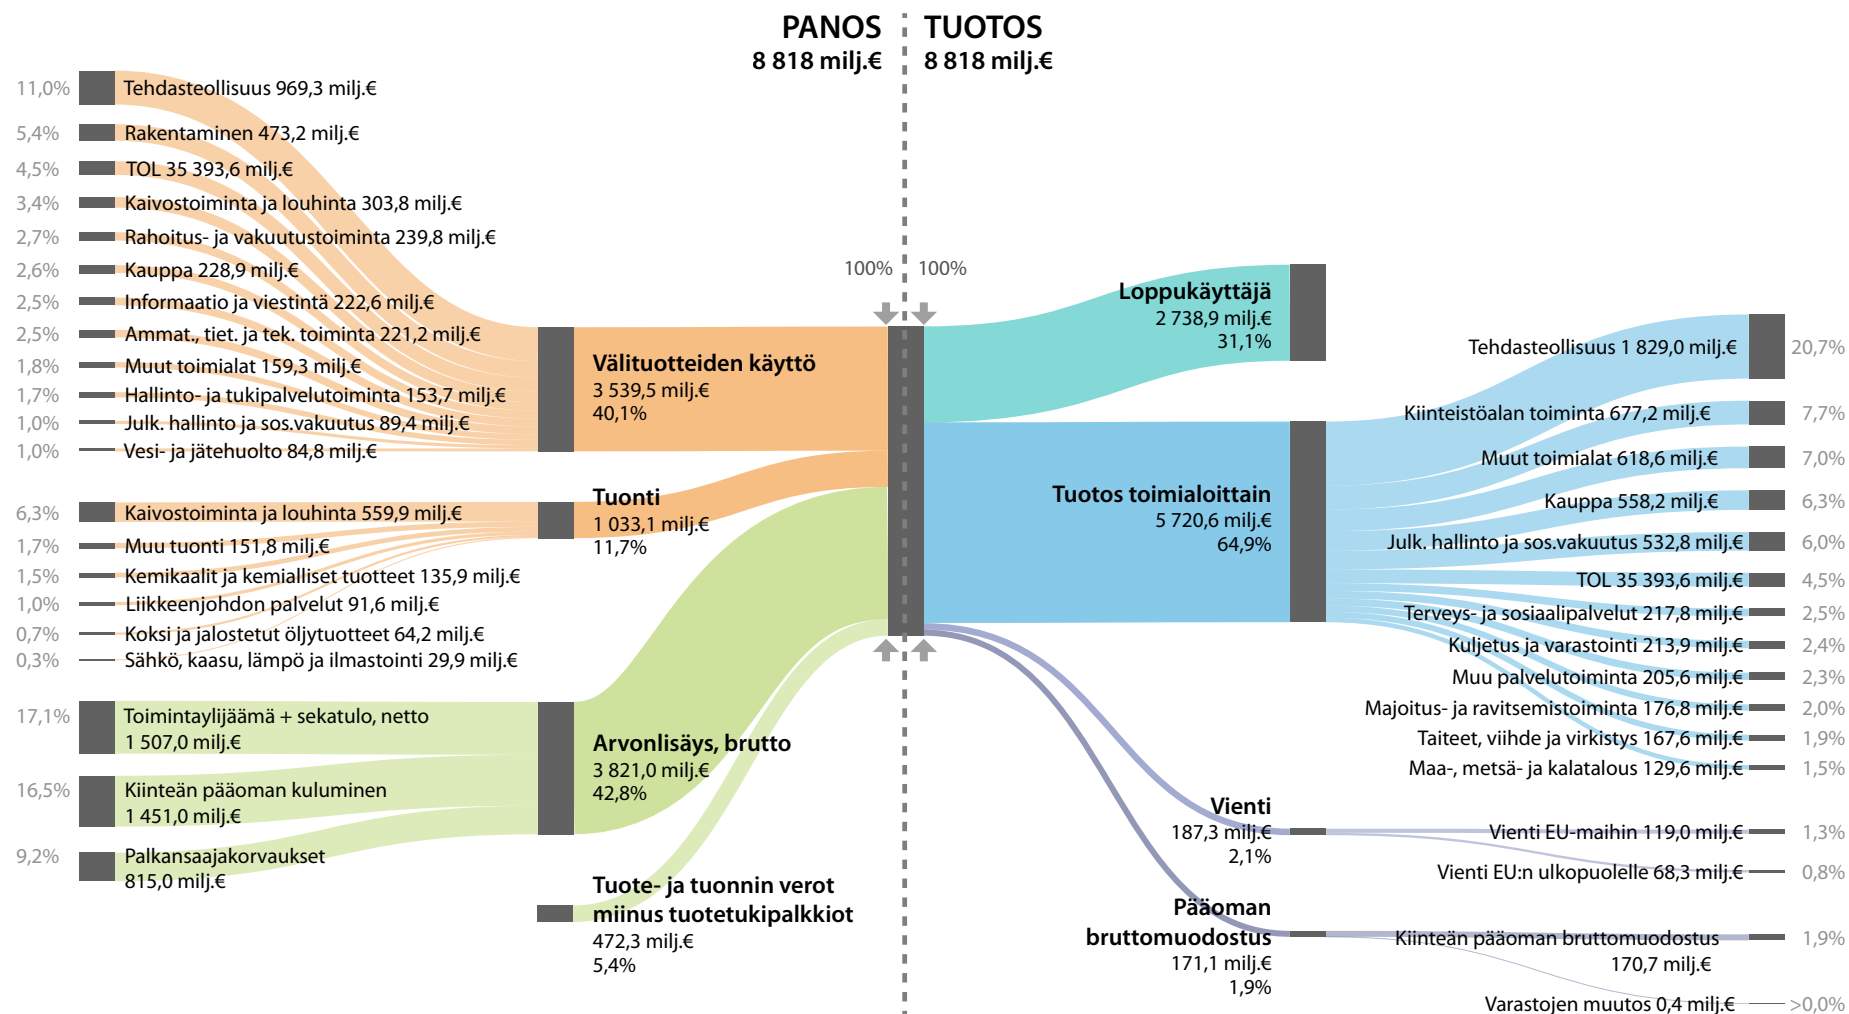 PANOS
8 818 milj.€
TUOTOS
8 818 milj.€
11,0% Tehdasteollisuus 969,3 milj.€
5,4% Rakentaminen 473,2 milj.€
4,5% TOL 35 393,6 milj.€
3,4% Kaivostoiminta ja louhinta 303,8 milj.€
2,7% Rahoitus- ja vakuutustoiminta 239,8 milj.€
2,6% Kauppa 228,9 milj.€
2,5% Informaatio ja viestintä 222,6 milj.€
2,5% Ammat., tiet. ja tek. toiminta 221,2 milj.€
1,8% Muut toimialat 159,3 milj.€
1,7% Hallinto- ja tukipalvelutoiminta 153,7 milj.€
1,0% Julk. hallinto ja sos.vakuutus 89,4 milj.€
1,0% Vesi- ja jätehuolto 84,8 milj.€
6,3% Kaivostoiminta ja louhinta 559,9 milj.€
1,7% Muu tuonti 151,8 milj.€
1,5% Kemikaalit ja kemialliset tuotteet 135,9 milj.€
1,0% Liikkeenjohdon palvelut 91,6 milj.€
0,7% Koksi ja jalostetut öljytuotteet 64,2 milj.€
0,3% Sähkö, kaasu, lämpö ja ilmastointi 29,9 milj.€
17,1% Toimintaylijäämä + sekatulo, netto
1 507,0 milj.€
16,5% Kiinteän pääoman kuluminen
1 451,0 milj.€
9,2% Palkansaajakorvaukset
815,0 milj.€
Välituotteiden käyttö
3 539,5 milj.€
40,1%
Tuonti
1 033,1 milj.€
11,7%
Arvonlisäys, brutto
3 821,0 milj.€
42,8%
Tuote- ja tuonnin verot
miinus tuotetukipalkkiot
472,3 milj.€
5,4%
100% 100%
Loppukäyttäjä
2 738,9 milj.€
31,1%
Tuotos toimialoittain
5 720,6 milj.€
64,9%
Vienti
187,3 milj.€
2,1%
Pääoman
bruttomuodostus
171,1 milj.€
1,9%
Tehdasteollisuus 1 829,0 milj.€ 20,7%
Kiinteistöalan toiminta 677,2 milj.€ 7,7%
Muut toimialat 618,6 milj.€ 7,0%
Kauppa 558,2 milj.€ 6,3%
Julk. hallinto ja sos.vakuutus 532,8 milj.€ 6,0%
TOL 35 393,6 milj.€ 4,5%
Terveys- ja sosiaalipalvelut 217,8 milj.€ 2,5%
Kuljetus ja varastointi 213,9 milj.€ 2,4%
Muu palvelutoiminta 205,6 milj.€ 2,3%
Majoitus- ja ravitsemistoiminta 176,8 milj.€ 2,0%
Taiteet, viihde ja virkistys 167,6 milj.€ 1,9%
Maa-, metsä- ja kalatalous 129,6 milj.€ 1,5%
Vienti EU-maihin 119,0 milj.€ 1,3%
Vienti EU:n ulkopuolelle 68,3 milj.€ 0,8%
Kiinteän pääoman bruttomuodostus 1,9%
170,7 milj.€
Varastojen muutos 0,4 milj.€ >0,0%